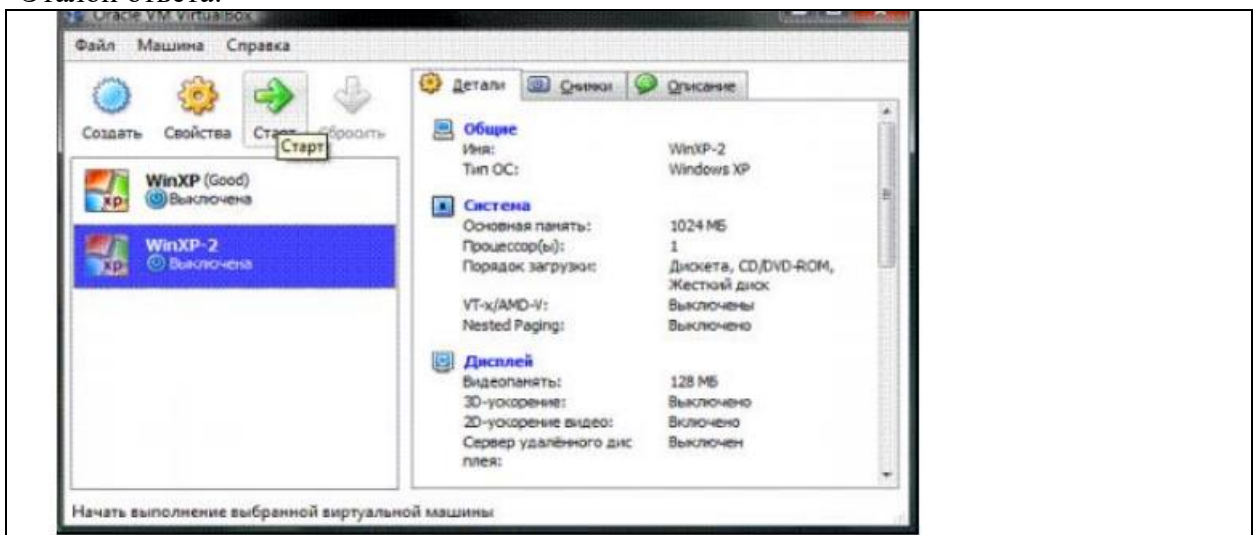 Эталон ответа:
Oracle VM VirtualBox
Файл Машина Справка
Создать Свойства Старт Сбросить
Старт
WinXP (Good)
Выключена
WinXP-2
Выключена
Детали Снимки Описание
Общие
Имя: WinXP-2
Тип ОС: Windows XP
Система
Основная память: 1024 МБ
Процессор(ы): 1
Порядок загрузки: Дискета, CD/DVD-ROM,
Жесткий диск
VT-x/AMD-V: Выключены
Nested Paging: Выключено
Дисплей
Видеопамять: 128 МБ
3D-ускорение: Выключено
2D-ускорение видео: Включено
Сервер удалённого дис Выключен
плея:
Начать выполнение выбранной виртуальной машины